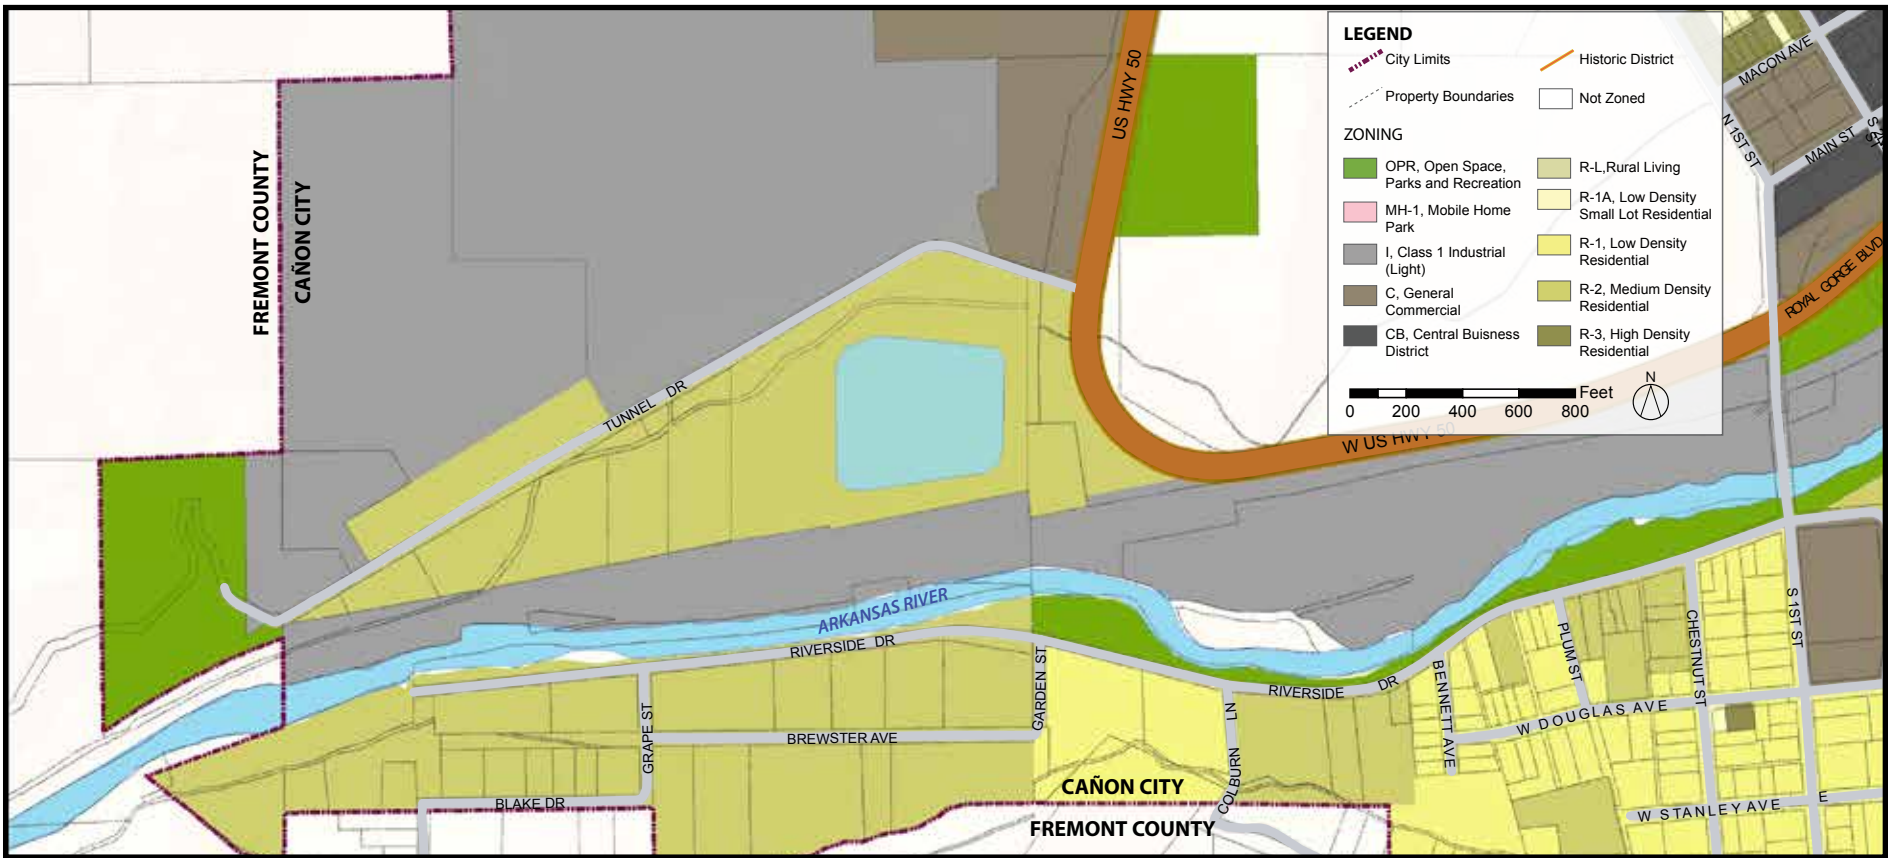 LEGEND
City Limits
Historic District
Property Boundaries
Not Zoned
ZONING
OPR, Open Space,
Parks and Recreation
MH-1, Mobile Home
Park
I, Class 1 Industrial
(Light)
C, General
Commercial
CB, Central Buisness
District
R-L,Rural Living
R-1A, Low Density
Small Lot Residential
R-1, Low Density
Residential
R-2, Medium Density
Residential
R-3, High Density
Residential
Feet
0 200 400 600 800
N
US HWY 50
MACON AVE
N 1ST ST
MAIN ST
ROYAL GORGE BLVD
W US HWY 50
FREMONT COUNTY
CAÑON CITY
TUNNEL DR
ARKANSAS RIVER
RIVERSIDE DR
GARDEN ST
RIVERSIDE DR
GRAPE ST
BREWSTER AVE
BLAKE DR
COLBURN LN
BENNETT AVE
PLUM ST
CHESTNUT ST
S 1ST ST
W DOUGLAS AVE
W STANLEY AVE
E
CAÑON CITY
FREMONT COUNTY